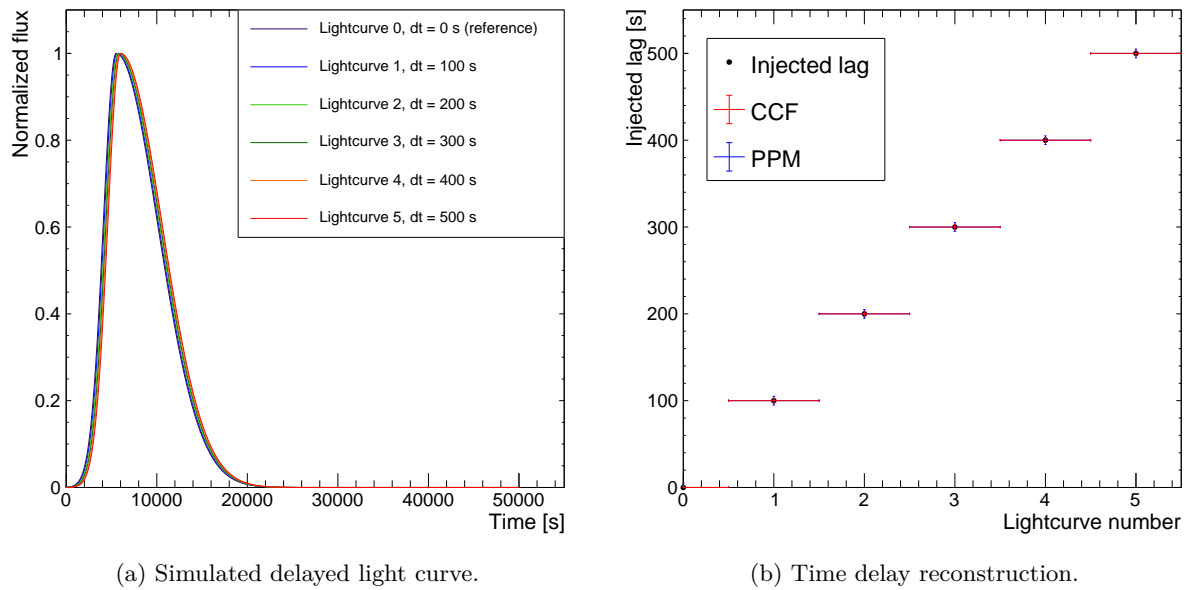 Normalized flux
1
0.8
0.6
0.4
0.2
0
Lightcurve 0, dt = 0 s (reference)
Lightcurve 1, dt = 100 s
Lightcurve 2, dt = 200 s
Lightcurve 3, dt = 300 s
Lightcurve 4, dt = 400 s
Lightcurve 5, dt = 500 s
0 10000 20000 30000 40000 50000
Time [s]
(a) Simulated delayed light curve.
Injected lag [s]
500
400
300
200
100
0
Injected lag
CCF
PPM
0 1 2 3 4 5
Lightcurve number
(b) Time delay reconstruction.